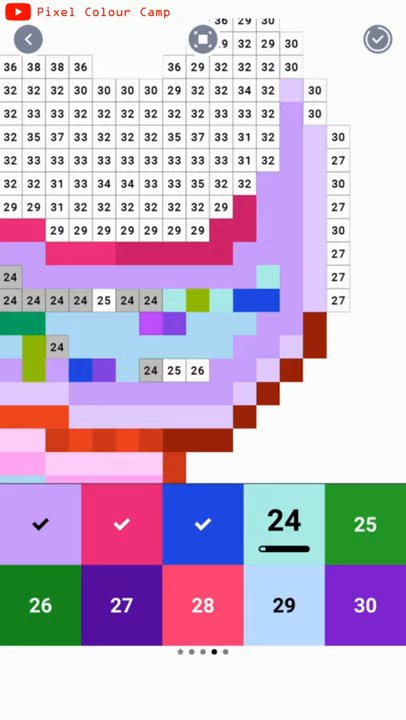 Pixel Colour Camp
36 29 30
32 29 30
36 38 38 36 36 29 32 32 30
32 32 32 30 30 30 30 29 32 32 34 32 30
32 33 32 32 32 32 32 32 33 33 33 32 30
32 35 37 33 32 32 32 35 37 33 31 32 30
32 33 33 33 32 32 33 33 33 33 31 32 27
32 32 31 33 34 34 33 33 35 32 32 30
29 29 31 33 33 32 32 32 32 29 27
29 29 29 29 29 29 29 30
27
24 27
24 24 24 24 25 24 24 27
24
24 25 26
24 25
26 27 28 29 30